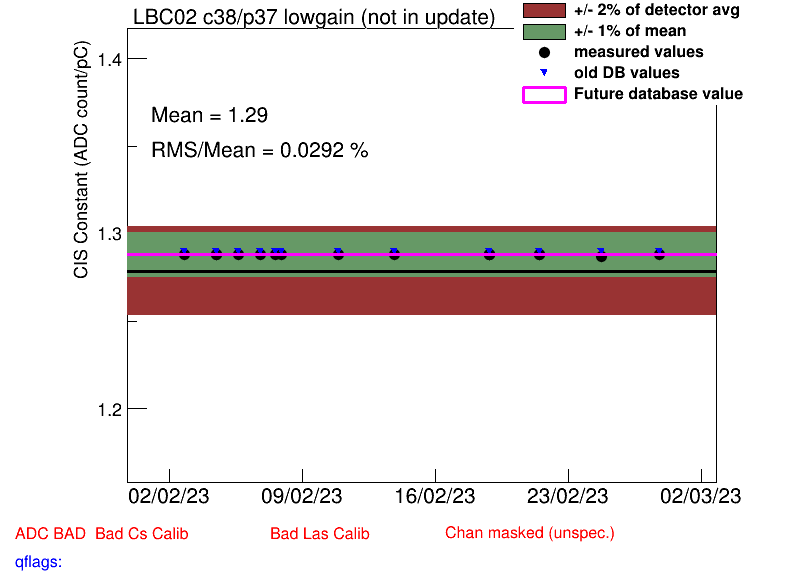 LBC02 c38/p37 lowgain (not in update)
+/- 2% of detector avg
+/- 1% of mean
measured values
old DB values
Future database value
CIS Constant (ADC count/pC)
1.4
1.3
1.2
Mean = 1.29
RMS/Mean = 0.0292 %
02/02/23 09/02/23 16/02/23 23/02/23 02/03/23
ADC BAD Bad Cs Calib Bad Las Calib Chan masked (unspec.)
qflags: